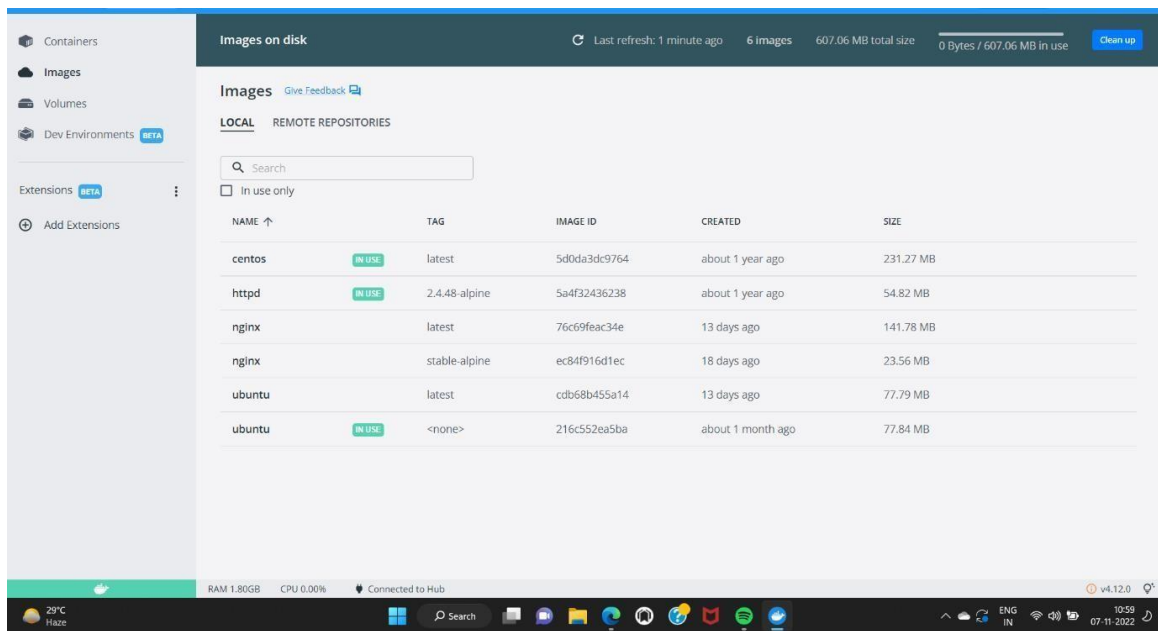 Containers
Images
Volumes
Dev Environments BETA
Extensions BETA
Add Extensions
Images on disk
Last refresh: 1 minute ago 6 images 607.06 MB total size 0 Bytes / 607.06 MB in use Clean up
Images Give Feedback
LOCAL REMOTE REPOSITORIES
Search
In use only
NAME TAG IMAGE ID CREATED SIZE
centos IN USE latest 5d0da3dc9764 about 1 year ago 231.27 MB
httpd IN USE 2.4.48-alpine 5a4f32436238 about 1 year ago 54.82 MB
nginx latest 76c69feac34e 13 days ago 141.78 MB
nginx stable-alpine ec84f916d1ec 18 days ago 23.56 MB
ubuntu latest cdb68b455a14 13 days ago 77.79 MB
ubuntu IN USE <none> 216c552ea5ba about 1 month ago 77.84 MB
RAM 1.80GB CPU 0.00% Connected to Hub v4.12.0
29°C
Haze
Search
ENG
IN
10:59
07-11-2022